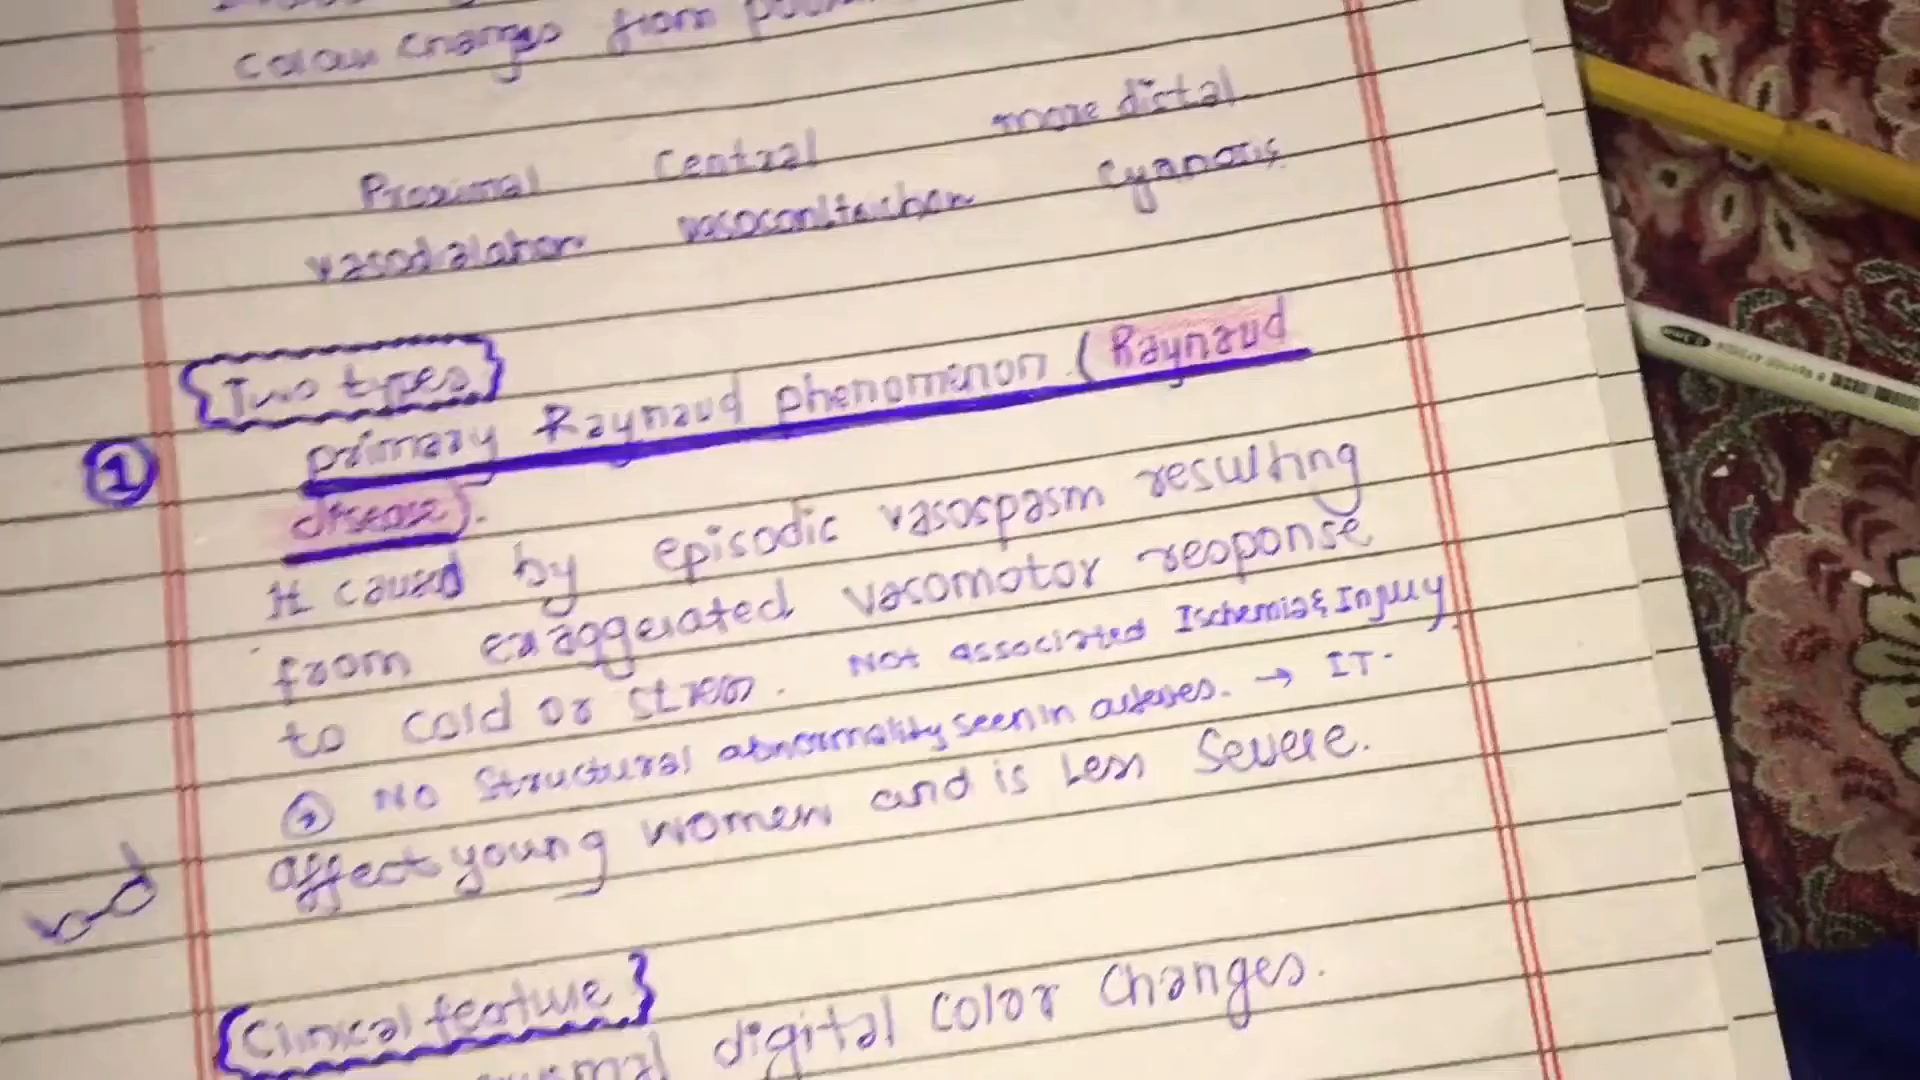 colour changes from
Proximal Central more distal
vasodialation vasoconstriction cyanosis
{Two types}
① primary Raynaud phenomenon (Raynaud
disease).
It caused by episodic vasospasm resulting
from exaggerated vasomotor response
to cold or stress. Not associated Ischemia & Injury
② No structural abnormality seen in arteries. → IT.
affect young women and is Less severe.
{Clinical feature}
digital color changes.